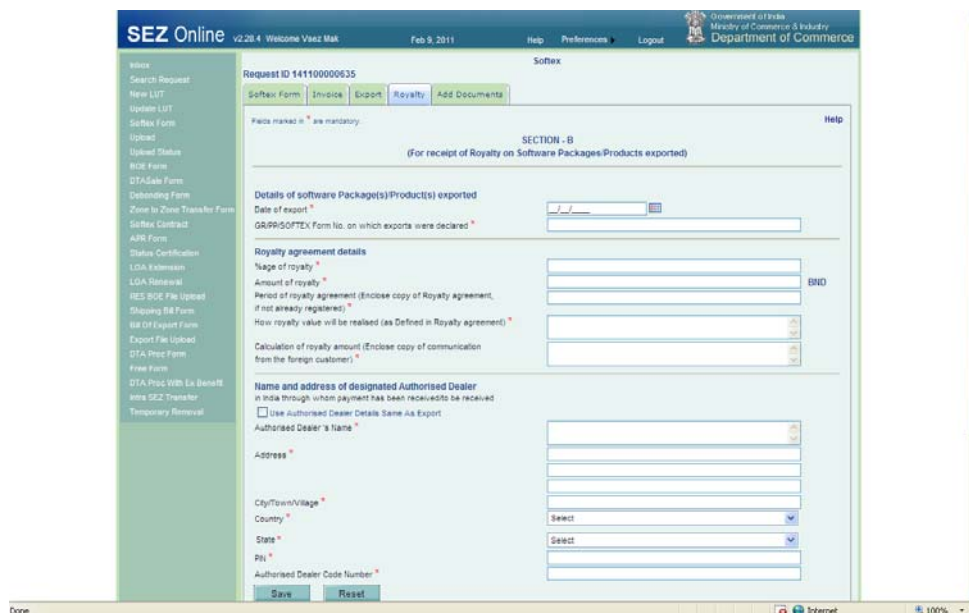 Government of India
Ministry of Commerce & Industry
Department of Commerce
SEZ Online v2.28.4 Welcome Vsez Mak Feb 9, 2011 Help Preferences Logout
Inbox
Search Request
New LUT
Update LUT
Softex Form
Upload
Upload Status
BOE Form
DTASale Form
Debonding Form
Zone to Zone Transfer Form
Softex Contract
APR Form
Status Certification
LOA Extension
LOA Renewal
RES BOE File Upload
Shipping Bill Form
Bill Of Export Form
Export File Upload
DTA Proc Form
Free Form
DTA Proc With Ex Benefit
Intra SEZ Transfer
Temporary Removal
Softex
Request ID 141100000635
Softex Form Invoice Export Royalty Add Documents
Fields marked in * are mandatory. Help
SECTION - B
(For receipt of Royalty on Software Packages/Products exported)
Details of software Package(s)/Product(s) exported
Date of export * __/__/____
GR/PP/SOFTEX Form No. on which exports were declared *
Royalty agreement details
%age of royalty *
Amount of royalty * BND
Period of royalty agreement (Enclose copy of Royalty agreement,
if not already registered) *
How royalty value will be realised (as Defined in Royalty agreement) *
Calculation of royalty amount (Enclose copy of communication
from the foreign customer) *
Name and address of designated Authorised Dealer
in India through whom payment has been received/to be received
Use Authorised Dealer Details Same As Export
Authorised Dealer's Name *
Address *
City/Town/Village *
Country * Select
State * Select
PIN *
Authorised Dealer Code Number *
Save Reset
Done Internet 100%